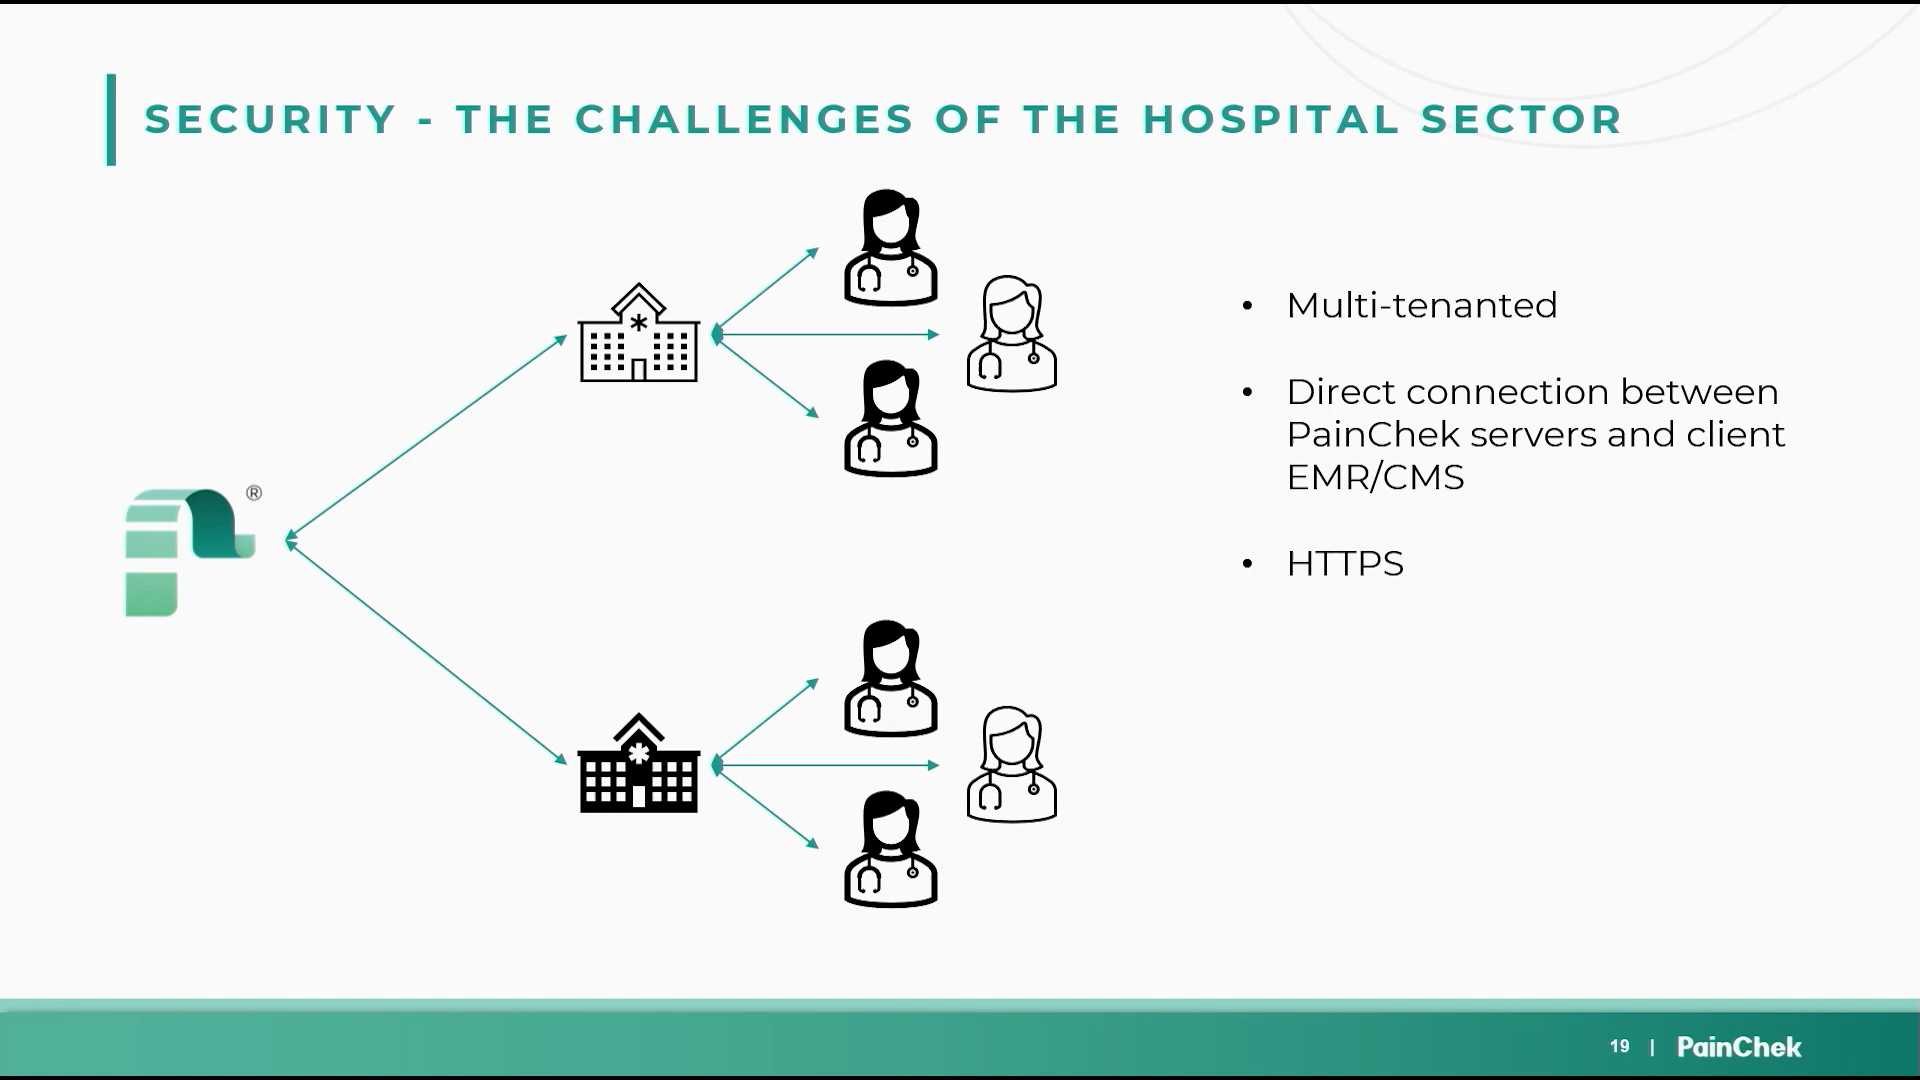 SECURITY - THE CHALLENGES OF THE HOSPITAL SECTOR
®
• Multi-tenanted
• Direct connection between
PainChek servers and client
EMR/CMS
• HTTPS
19 | PainChek